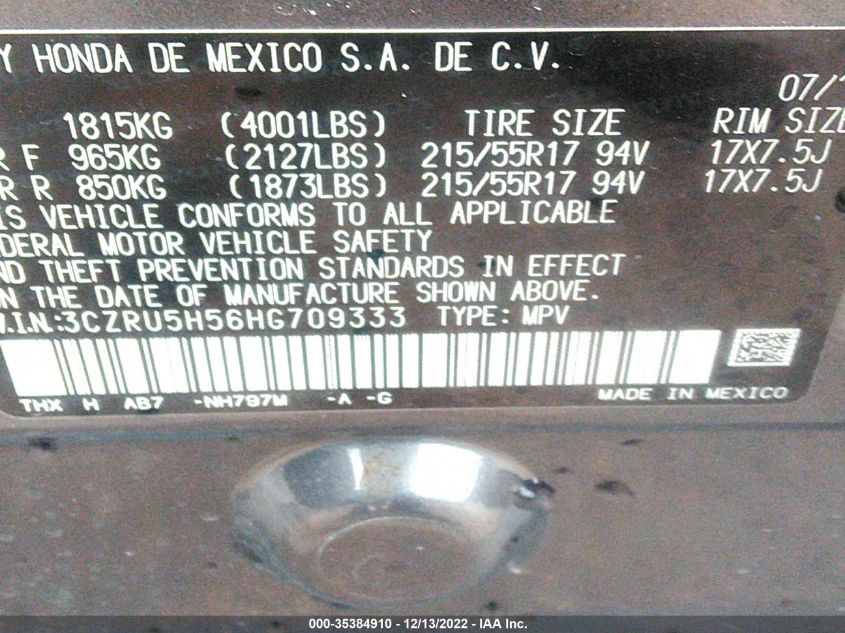 Y HONDA DE MEXICO S.A. DE C.V.
07/
1815KG (4001LBS) TIRE SIZE RIM SIZE
R F 965KG (2127LBS) 215/55R17 94V 17X7.5J
R R 850KG (1873LBS) 215/55R17 94V 17X7.5J
IS VEHICLE CONFORMS TO ALL APPLICABLE
DERAL MOTOR VEHICLE SAFETY
ND THEFT PREVENTION STANDARDS IN EFFECT
N THE DATE OF MANUFACTURE SHOWN ABOVE.
V.I.N.:3CZRU5H56HG709333 TYPE: MPV
THX H AB7 -NH797M -A -G MADE IN MEXICO
000-35384910 - 12/13/2022 - IAA Inc.